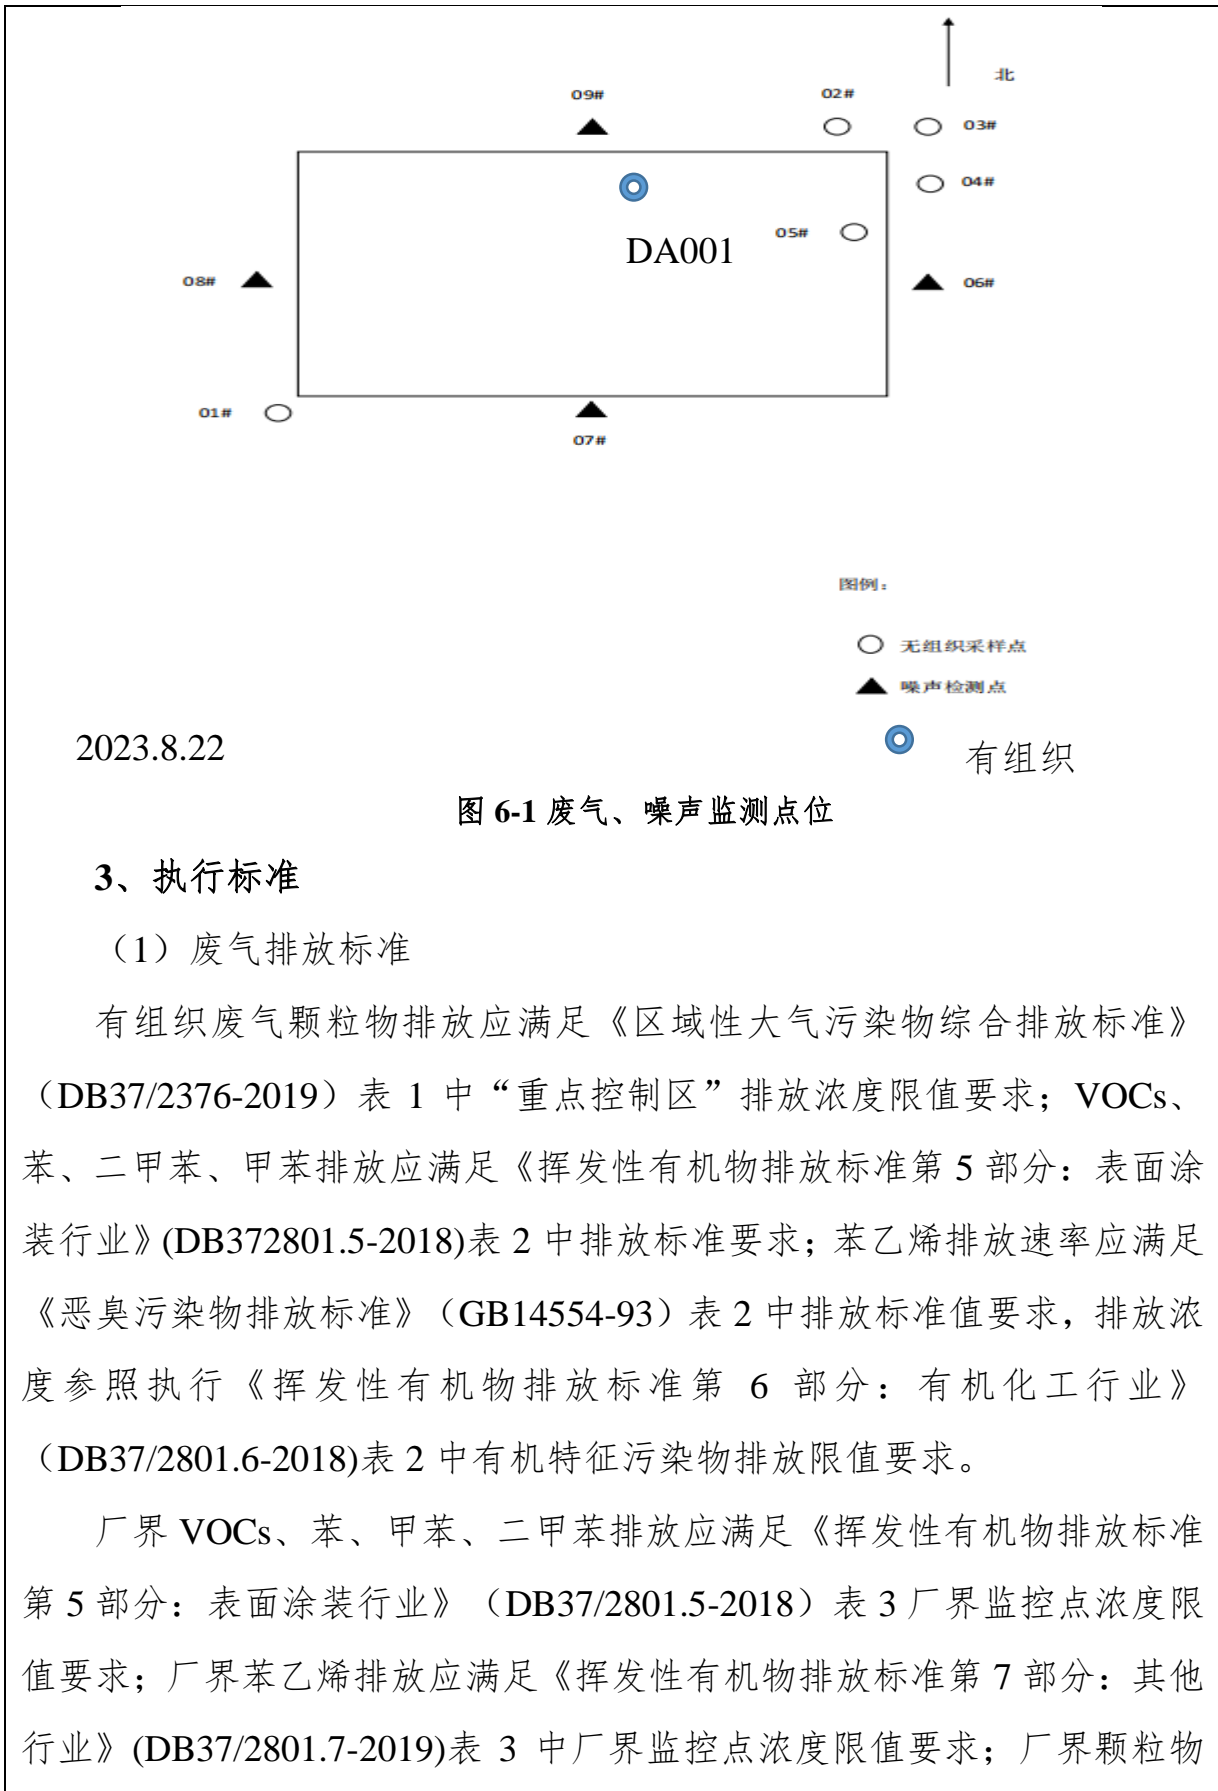 北
09#
02#
03#
04#
05#
DA001
08#
06#
01#
07#
图例：
无组织采样点
噪声检测点
2023.8.22
有组织
图 6-1 废气、噪声监测点位
3、执行标准
（1）废气排放标准
有组织废气颗粒物排放应满足《区域性大气污染物综合排放标准》
（DB37/2376-2019）表 1 中“重点控制区”排放浓度限值要求；VOCs、
苯、二甲苯、甲苯排放应满足《挥发性有机物排放标准第 5 部分：表面涂
装行业》(DB372801.5-2018)表 2 中排放标准要求；苯乙烯排放速率应满足
《恶臭污染物排放标准》（GB14554-93）表 2 中排放标准值要求，排放浓
度参照执行《挥发性有机物排放标准第 6 部分：有机化工行业》
（DB37/2801.6-2018)表 2 中有机特征污染物排放限值要求。
厂界 VOCs、苯、甲苯、二甲苯排放应满足《挥发性有机物排放标准
第 5 部分：表面涂装行业》（DB37/2801.5-2018）表 3 厂界监控点浓度限
值要求；厂界苯乙烯排放应满足《挥发性有机物排放标准第 7 部分：其他
行业》(DB37/2801.7-2019)表 3 中厂界监控点浓度限值要求；厂界颗粒物